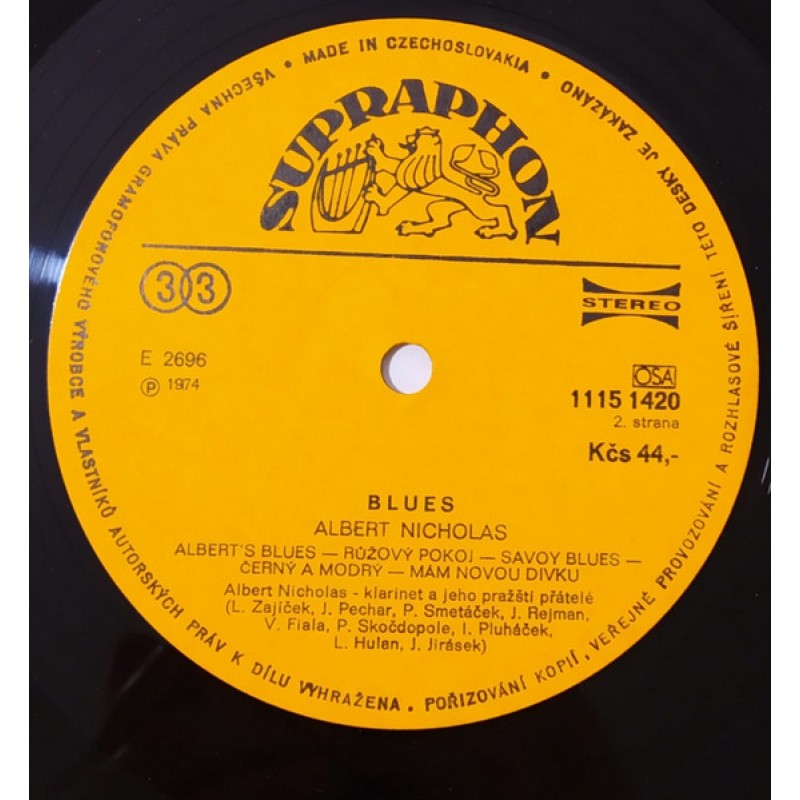 VŠECHNA PRÁVA GRAMOFONOVÉHO VÝROBCE A VLASTNÍKŮ AUTORSKÝCH PRÁV K DÍLU VYHRAŽENA. POŘIZOVÁNÍ KOPIÍ, VEŘEJNÉ PROVOZOVÁNÍ A ROZHLASOVÉ ŠÍŘENÍ TÉTO DESKY JE ZAKÁZÁNO
• MADE IN CZECHOSLOVAKIA •
SUPRAPHON
33
STEREO
E 2696
℗ 1974
OSA
1115 1420
2. strana
Kčs 44,-
BLUES
ALBERT NICHOLAS
ALBERT'S BLUES — RŮŽOVÝ POKOJ — SAVOY BLUES —
ČERNÝ A MODRÝ — MÁM NOVOU DIVKU
Albert Nicholas - klarinet a jeho pražští přátelé
(L. Zajíček, J. Pechar, P. Smetáček, J. Rejman,
V. Fiala, P. Skočdopole, I. Pluháček,
L. Hulan, J. Jirásek)